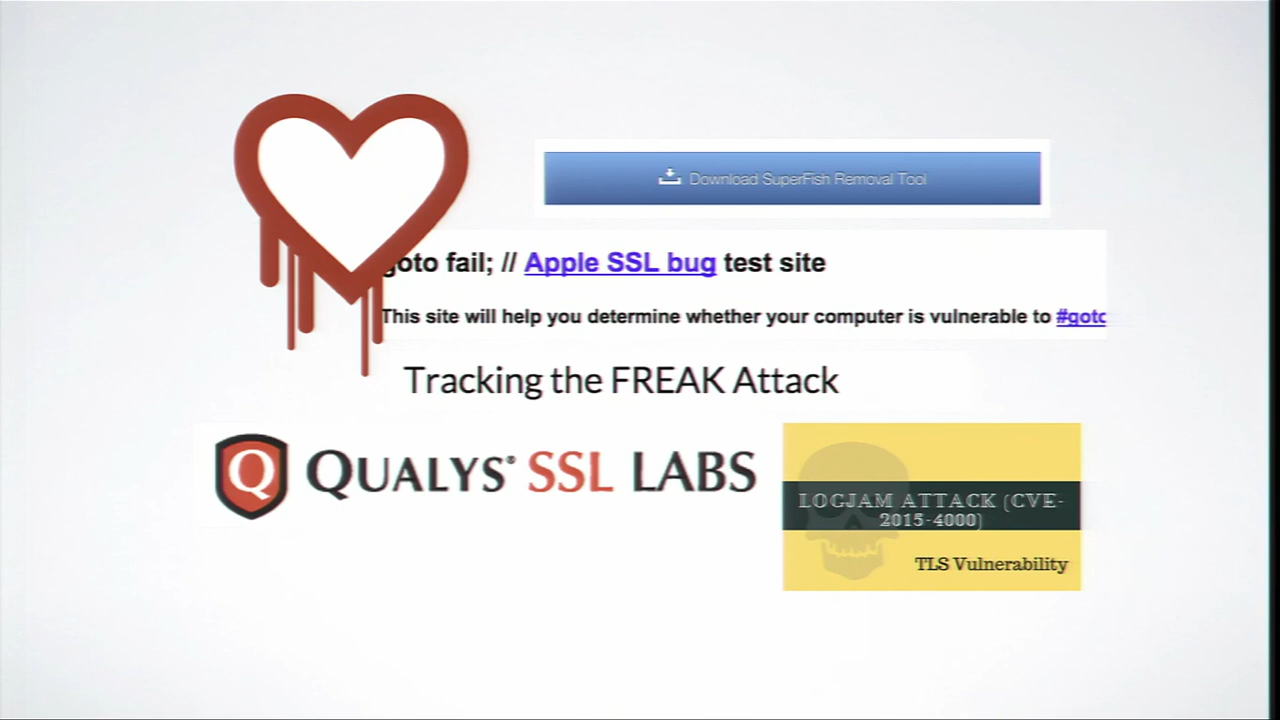 Download SuperFish Removal Tool
goto fail; // Apple SSL bug test site
This site will help you determine whether your computer is vulnerable to #goto
Tracking the FREAK Attack
Q QUALYS® SSL LABS
LOGJAM ATTACK (CVE-
2015-4000)
TLS Vulnerability